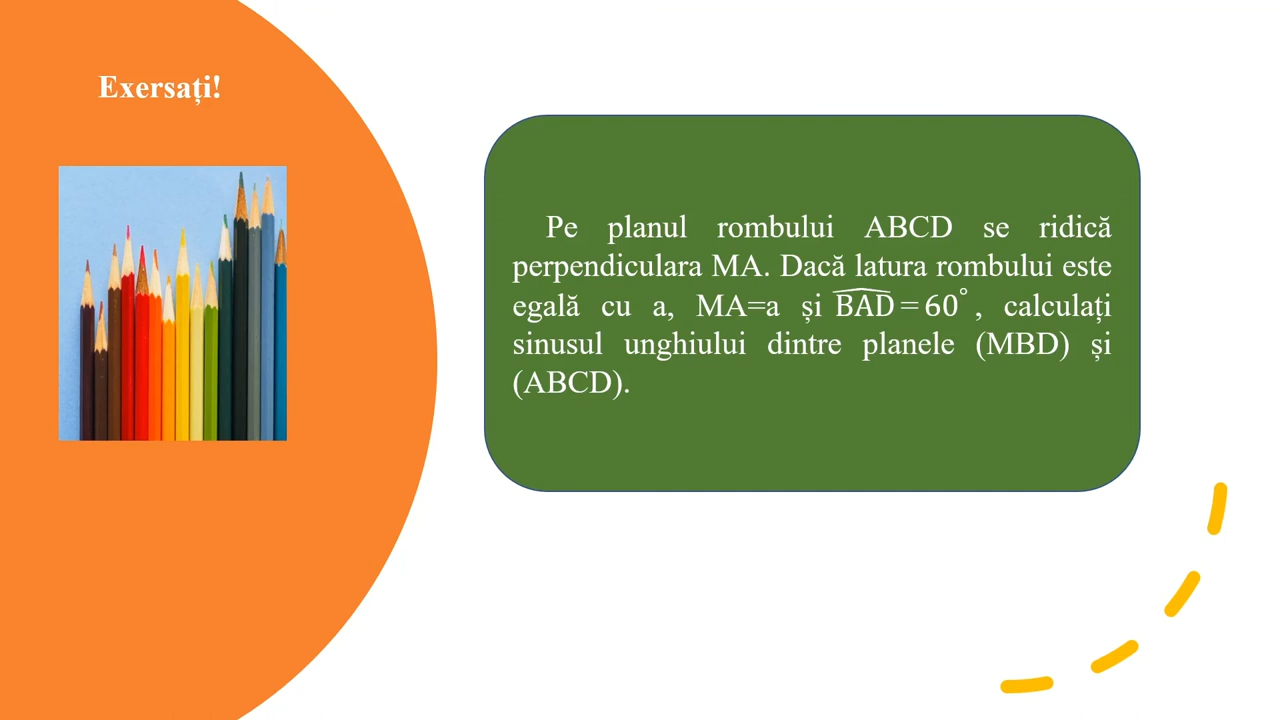 Exersați!
Pe planul rombului ABCD se ridică
perpendiculara MA. Dacă latura rombului este
egală cu a, MA=a și \widehat{BAD} = 60°, calculați
sinusul unghiului dintre planele (MBD) și
(ABCD).